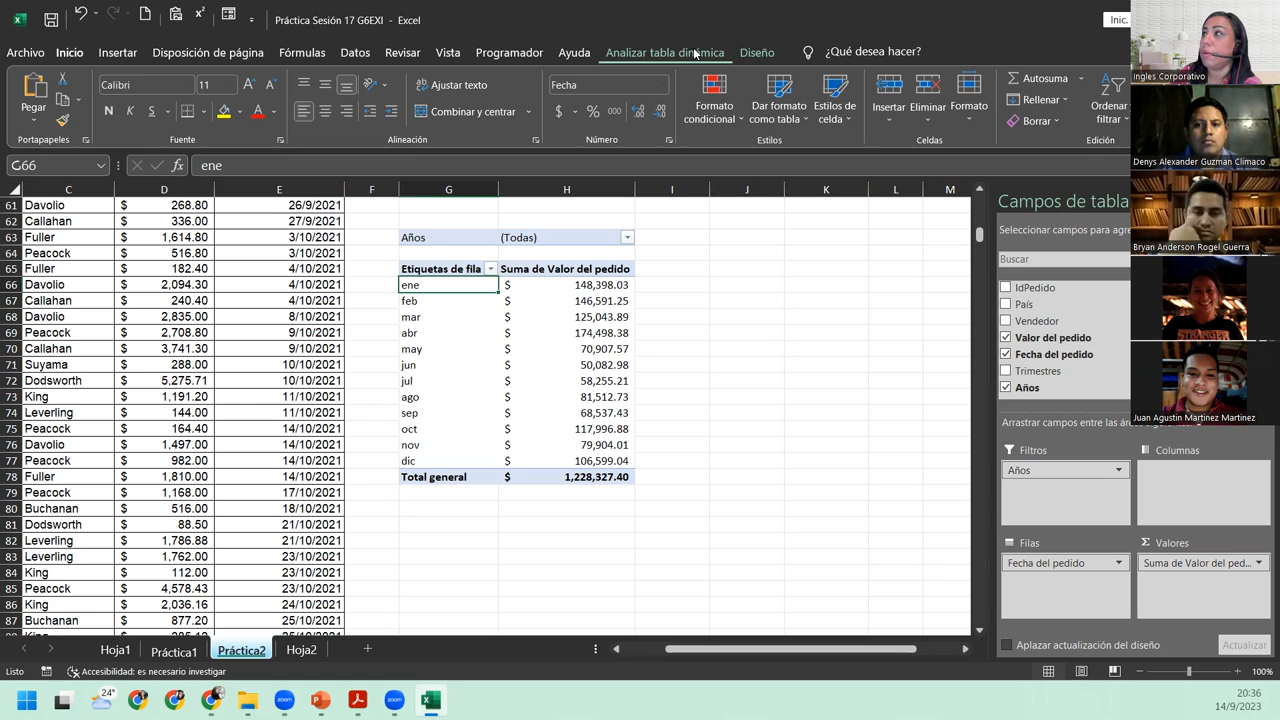 Práctica Sesión 17 G6EXI - Excel
Inic.
Archivo Inicio Insertar Disposición de página Fórmulas Datos Revisar Vista Programador Ayuda Analizar tabla dinámica Diseño ¿Qué desea hacer?
Pegar
Calibri 11
N K S
Ajustar texto
Combinar y centrar
Fecha
$ % 000
Formato condicional
Dar formato como tabla
Estilos de celda
Insertar Eliminar Formato
Autosuma
Rellenar
Borrar
Ordenar
Portapapeles Fuente Alineación Número Estilos Celdas Edición
G66 fx ene
C D E F G H I J K L M
61 Davolio $ 268.80 26/9/2021
62 Callahan $ 336.00 27/9/2021
63 Fuller $ 1,614.80 3/10/2021 Años (Todas)
64 Peacock $ 516.80 3/10/2021
65 Fuller $ 182.40 4/10/2021 Etiquetas de fila Suma de Valor del pedido
66 Davolio $ 2,094.30 4/10/2021 ene $ 148,398.03
67 Callahan $ 240.40 4/10/2021 feb $ 146,591.25
68 Davolio $ 2,835.00 8/10/2021 mar $ 125,043.89
69 Peacock $ 2,708.80 9/10/2021 abr $ 174,498.38
70 Callahan $ 3,741.30 9/10/2021 may $ 70,907.57
71 Suyama $ 288.00 10/10/2021 jun $ 50,082.98
72 Dodsworth $ 5,275.71 10/10/2021 jul $ 58,255.21
73 King $ 1,191.20 11/10/2021 ago $ 81,512.73
74 Leverling $ 144.00 11/10/2021 sep $ 68,537.43
75 Peacock $ 164.40 14/10/2021 oct $ 117,996.88
76 Davolio $ 1,497.00 14/10/2021 nov $ 79,904.01
77 Peacock $ 982.00 14/10/2021 dic $ 106,599.04
78 Fuller $ 1,810.00 14/10/2021 Total general $ 1,228,327.40
79 Peacock $ 1,168.00 17/10/2021
80 Buchanan $ 516.00 18/10/2021
81 Dodsworth $ 88.50 21/10/2021
82 Leverling $ 1,786.88 21/10/2021
83 Leverling $ 1,762.00 23/10/2021
84 King $ 112.00 23/10/2021
85 Peacock $ 4,578.43 23/10/2021
86 King $ 2,036.16 24/10/2021
87 Buchanan $ 877.20 25/10/2021
Campos de tabla
Seleccionar campos para agre
Buscar
IdPedido
País
Vendedor
Valor del pedido
Fecha del pedido
Trimestres
Años
Arrastrar campos entre las áreas
Filtros Columnas
Años
Filas Σ Valores
Fecha del pedido Suma de Valor del ped...
Aplazar actualización del diseño Actualizar
Ingles Corporativo
Denys Alexander Guzman Climaco
Bryan Anderson Rogel Guerra
STRANGER
Juan Agustin Martinez Martinez
Hoja1 Práctica1 Práctica2 Hoja2
Listo Accesibilidad: es necesario investigar 100%
24°
zoom
zoom
20:36
14/9/2023